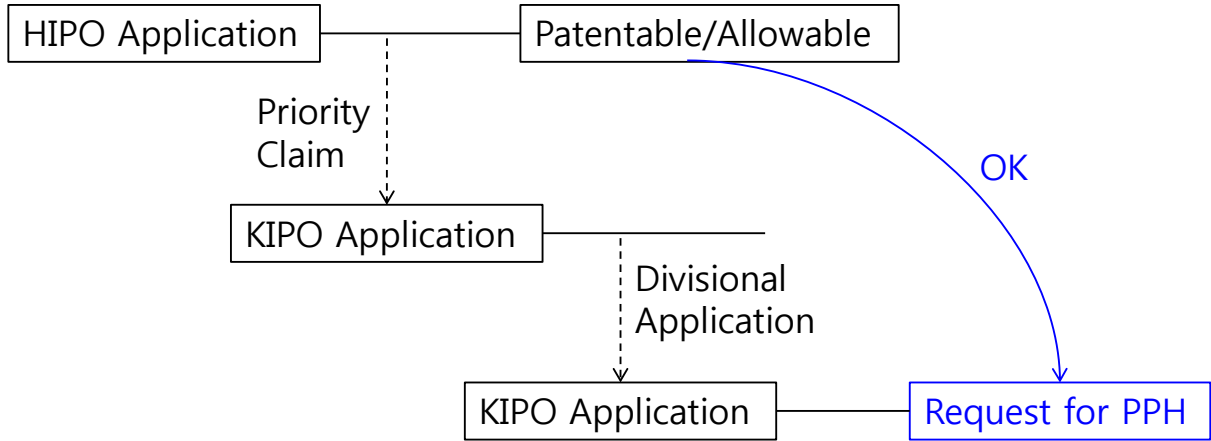 HIPO Application
Patentable/Allowable
Priority
Claim
OK
KIPO Application
Divisional
Application
KIPO Application
Request for PPH